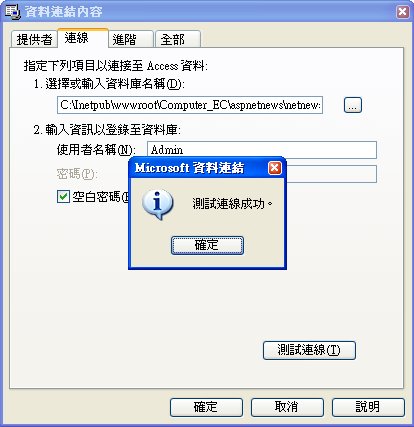 資料連結內容
提供者 連線 進階 全部
指定下列項目以連接至 Access 資料:
1. 選擇或輸入資料庫名稱(D):
C:\Inetpub\wwwroot\Computer_EC\aspnetnews\netnew
...
2. 輸入資訊以登錄至資料庫:
使用者名稱(N): Admin
密碼(P):
空白密碼(
Microsoft 資料連結
測試連線成功。
確定
測試連線(T)
確定 取消 說明